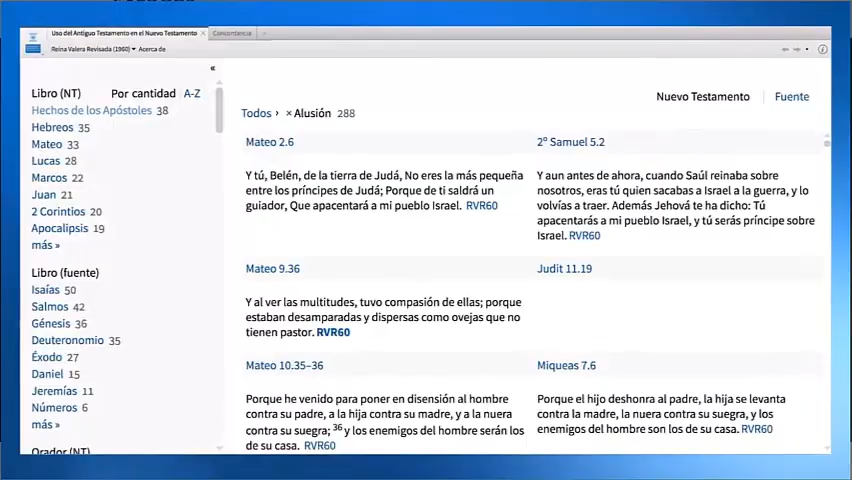 Uso del Antiguo Testamento en el Nuevo Testamento × Concordancia
Reina Valera Revisada (1960) Acerca de
«
Libro (NT) Por cantidad A-Z
Hechos de los Apóstoles 38
Hebreos 35
Mateo 33
Lucas 28
Marcos 22
Juan 21
2 Corintios 20
Apocalipsis 19
más »
Libro (fuente)
Isaías 50
Salmos 42
Génesis 36
Deuteronomio 35
Éxodo 27
Daniel 15
Jeremías 11
Números 6
más »
Orador (NT)
Nuevo Testamento Fuente
Todos › × Alusión 288
Mateo 2.6
Y tú, Belén, de la tierra de Judá, No eres la más pequeña
entre los príncipes de Judá; Porque de ti saldrá un
guiador, Que apacentará a mi pueblo Israel. RVR60
2º Samuel 5.2
Y aun antes de ahora, cuando Saúl reinaba sobre
nosotros, eras tú quien sacabas a Israel a la guerra, y lo
volvías a traer. Además Jehová te ha dicho: Tú
apacentarás a mi pueblo Israel, y tú serás príncipe sobre
Israel. RVR60
Mateo 9.36
Y al ver las multitudes, tuvo compasión de ellas; porque
estaban desamparadas y dispersas como ovejas que no
tienen pastor. RVR60
Judit 11.19
Mateo 10.35–36
Porque he venido para poner en disensión al hombre
contra su padre, a la hija contra su madre, y a la nuera
contra su suegra; 36 y los enemigos del hombre serán los
de su casa. RVR60
Miqueas 7.6
Porque el hijo deshonra al padre, la hija se levanta
contra la madre, la nuera contra su suegra, y los
enemigos del hombre son los de su casa. RVR60